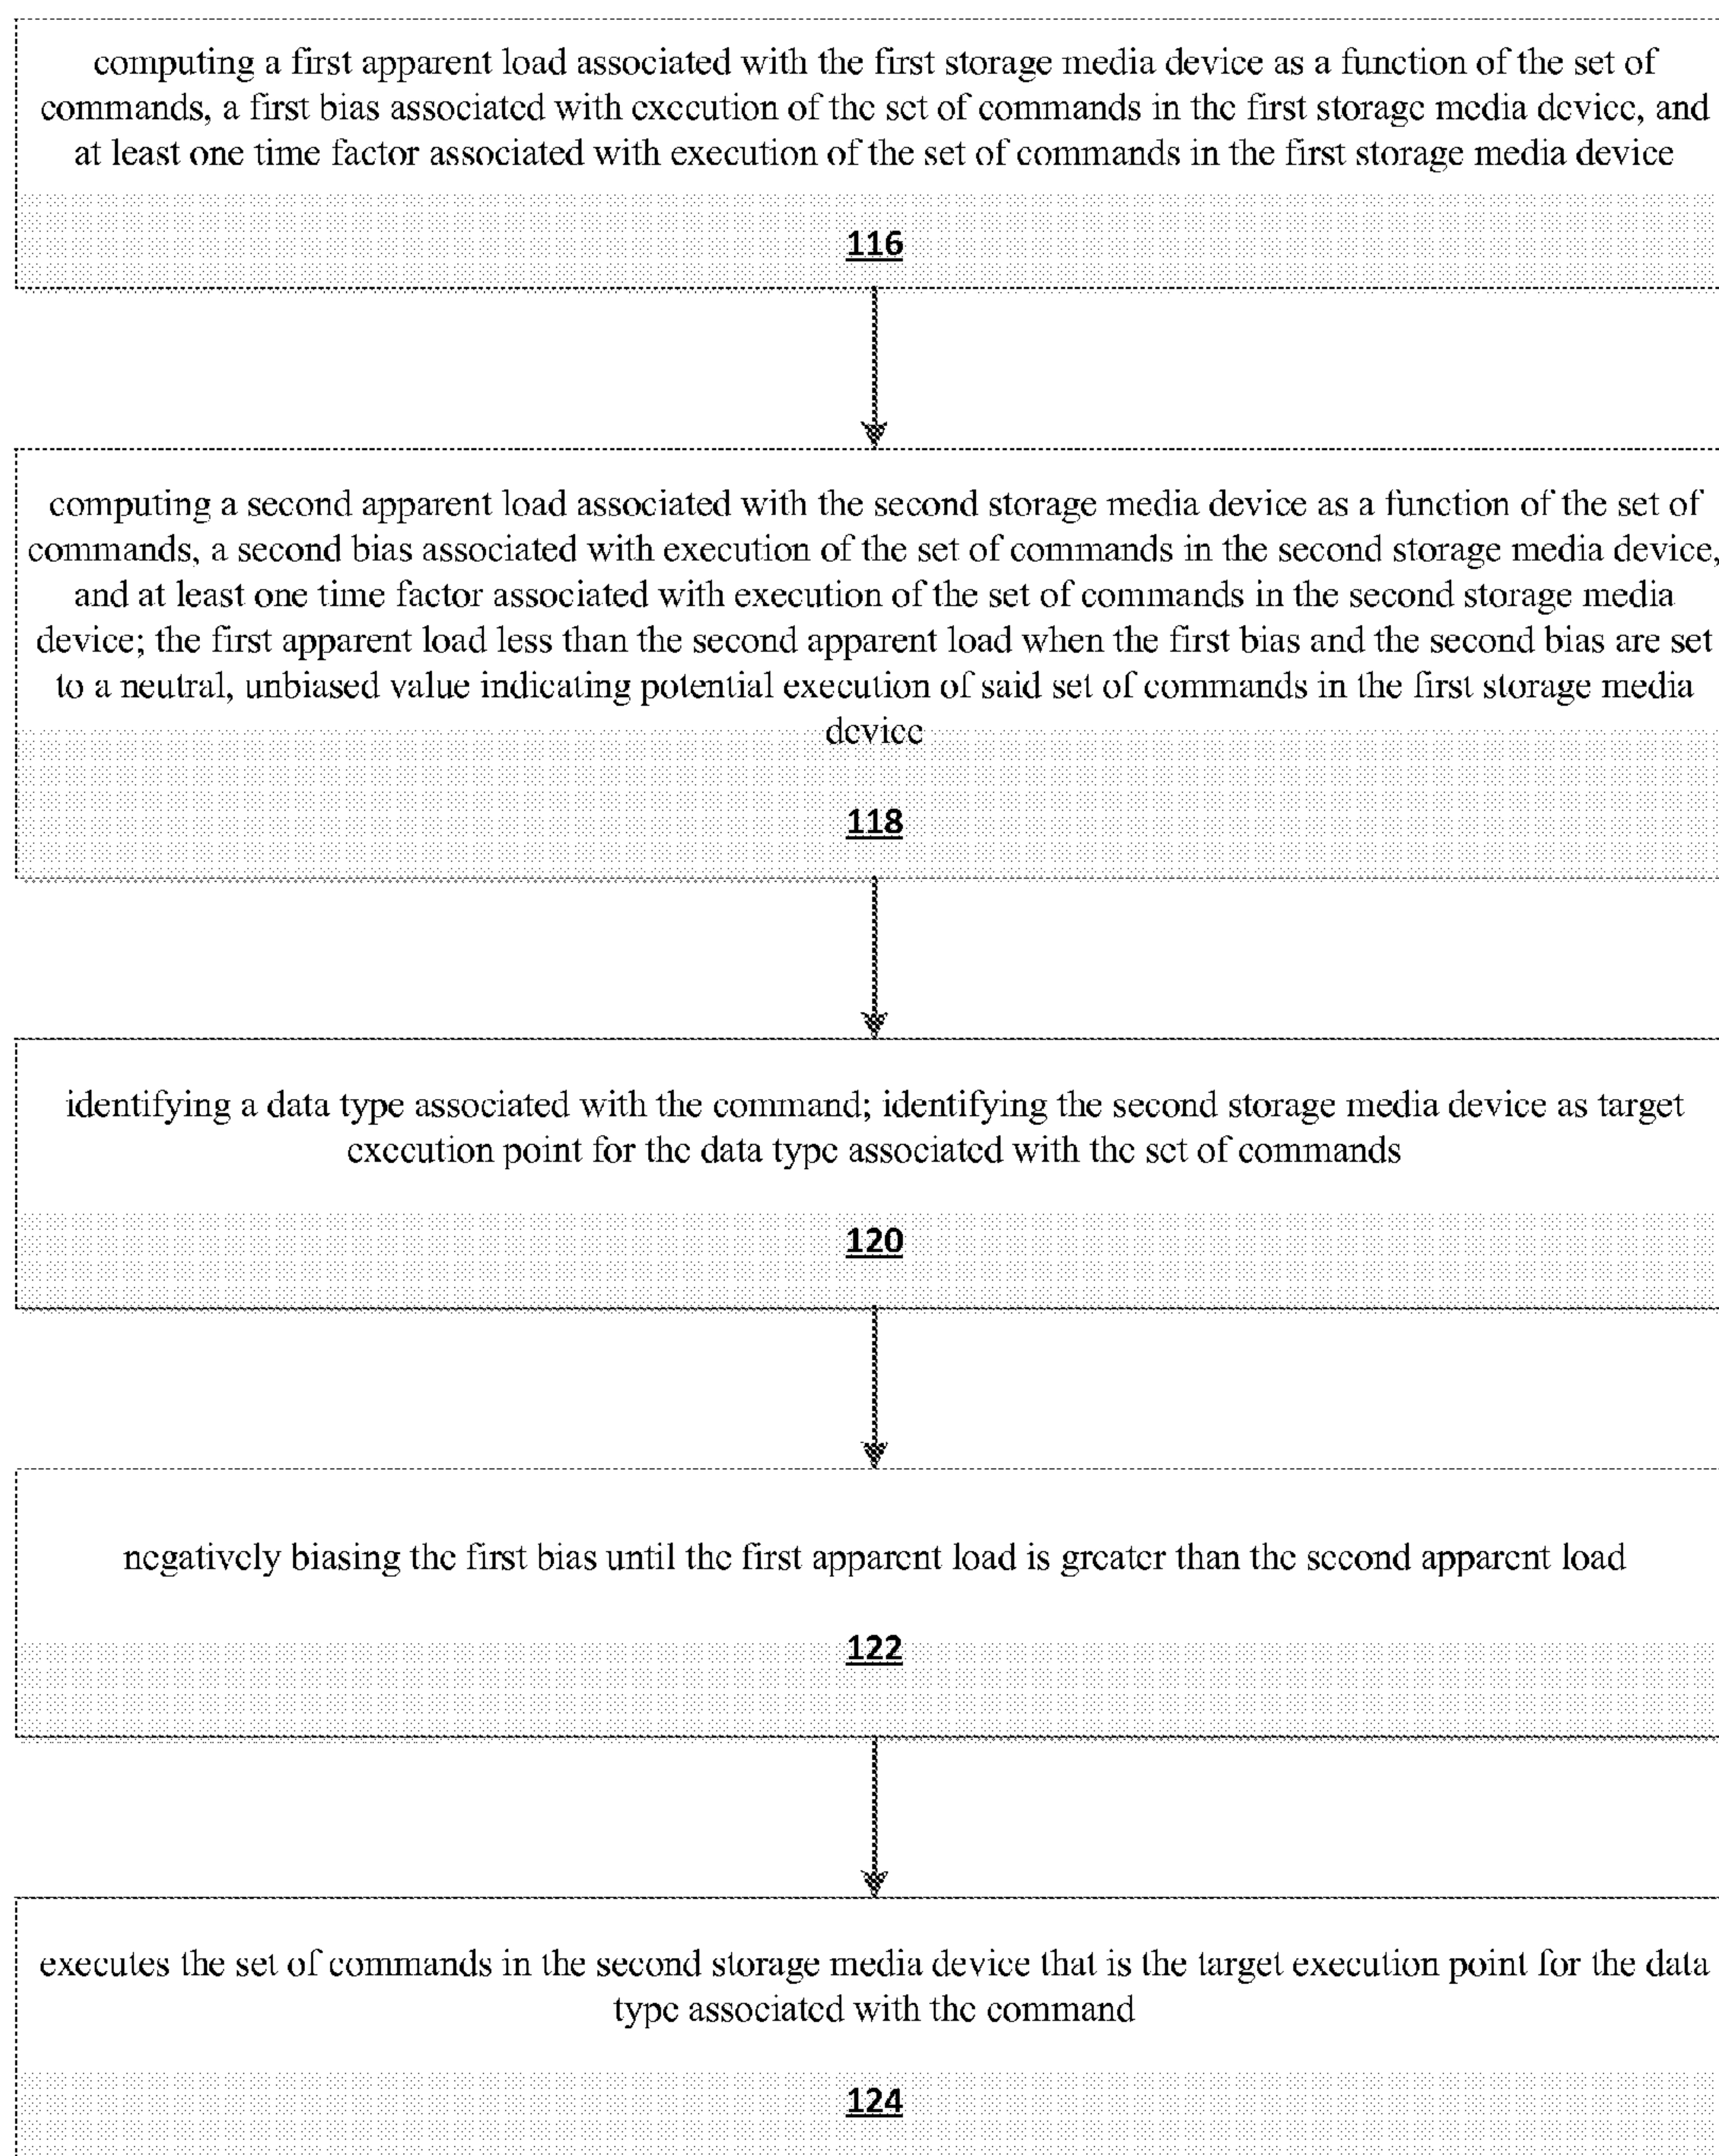 computing a first apparent load associated with the first storage media device as a function of the set of
commands, a first bias associated with execution of the set of commands in the first storage media device, and
at least one time factor associated with execution of the set of commands in the first storage media device
116
computing a second apparent load associated with the second storage media device as a function of the set of
commands, a second bias associated with execution of the set of commands in the second storage media device,
and at least one time factor associated with execution of the set of commands in the second storage media
device; the first apparent load less than the second apparent load when the first bias and the second bias are set
to a neutral, unbiased value indicating potential execution of said set of commands in the first storage media
device
118
identifying a data type associated with the command; identifying the second storage media device as target
execution point for the data type associated with the set of commands
120
negatively biasing the first bias until the first apparent load is greater than the second apparent load
122
executes the set of commands in the second storage media device that is the target execution point for the data
type associated with the command
124